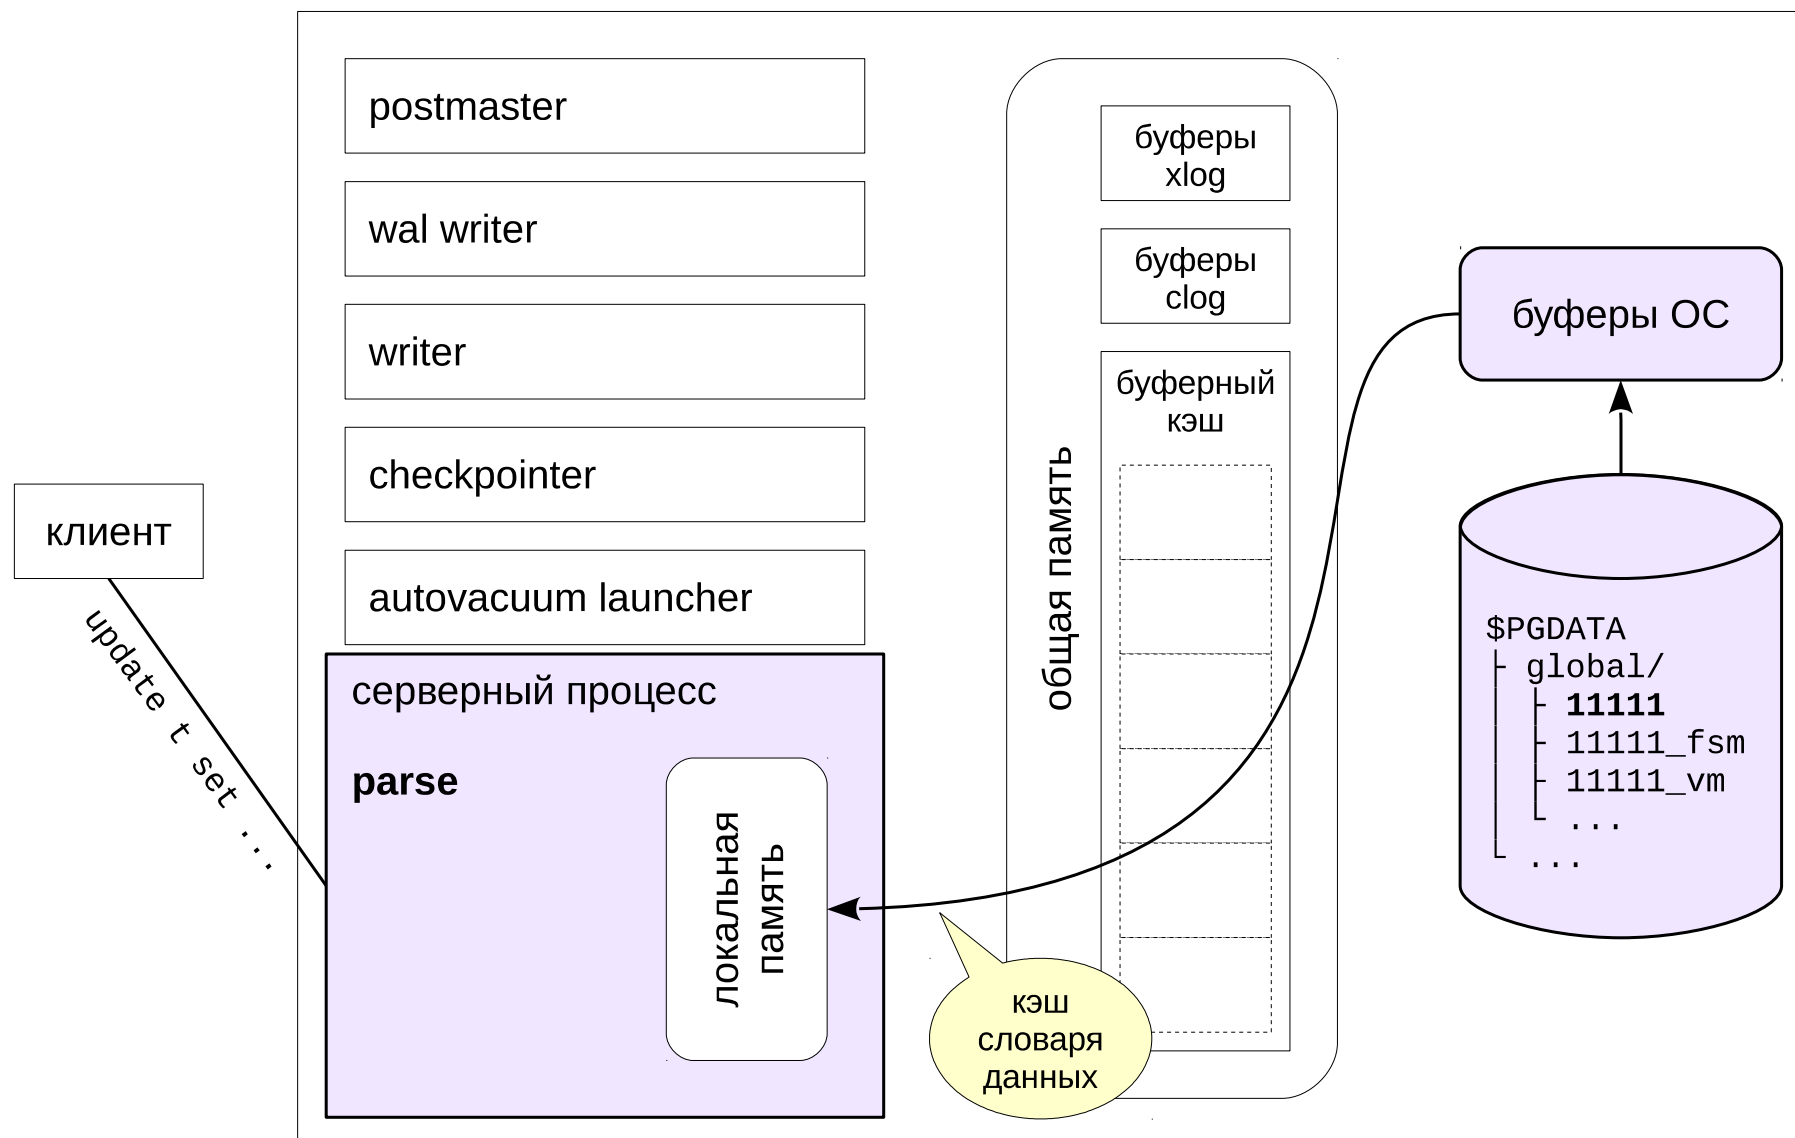 postmaster
wal writer
writer
checkpointer
autovacuum launcher
клиент
update t set ...
серверный процесс
parse
локальная
память
общая память
буферы
xlog
буферы
clog
буферный
кэш
кэш
словаря
данных
буферы ОС
$PGDATA
├ global/
│ ├ 11111
│ ├ 11111_fsm
│ ├ 11111_vm
│ └ ...
└ ...